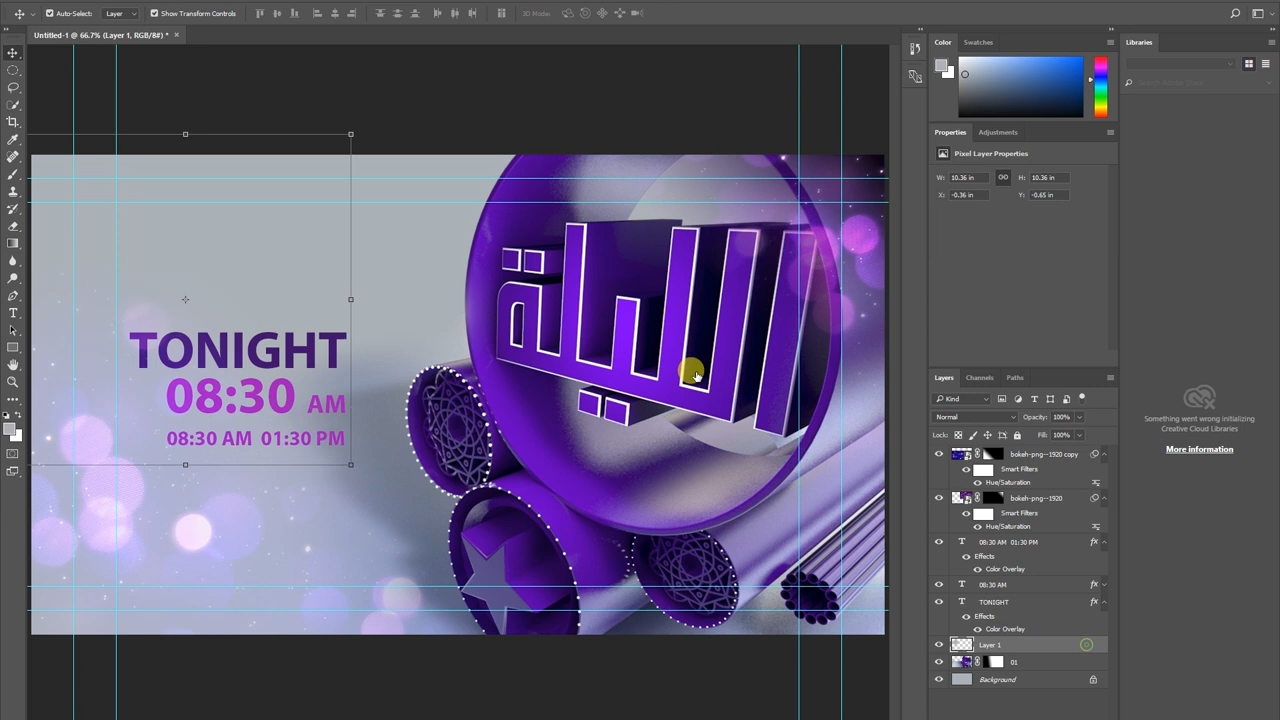 Auto-Select:
Layer
Show Transform Controls
3D Mode:
Untitled-1 @ 66.7% (Layer 1, RGB/8#) *
Color
Swatches
Libraries
Properties
Adjustments
Pixel Layer Properties
W: 10.36 in
H: 10.36 in
X: -0.36 in
Y: -0.65 in
الليلة
TONIGHT
08:30 AM
08:30 AM 01:30 PM
Layers
Channels
Paths
Kind
Normal
Opacity: 100%
Lock:
Fill: 100%
bokeh-png--1920 copy
Smart Filters
Hue/Saturation
bokeh-png--1920
Smart Filters
Hue/Saturation
08:30 AM 01:30 PM
Effects
Color Overlay
08:30 AM
TONIGHT
Effects
Color Overlay
Layer 1
01
Background
Something went wrong initializing
Creative Cloud Libraries
More information